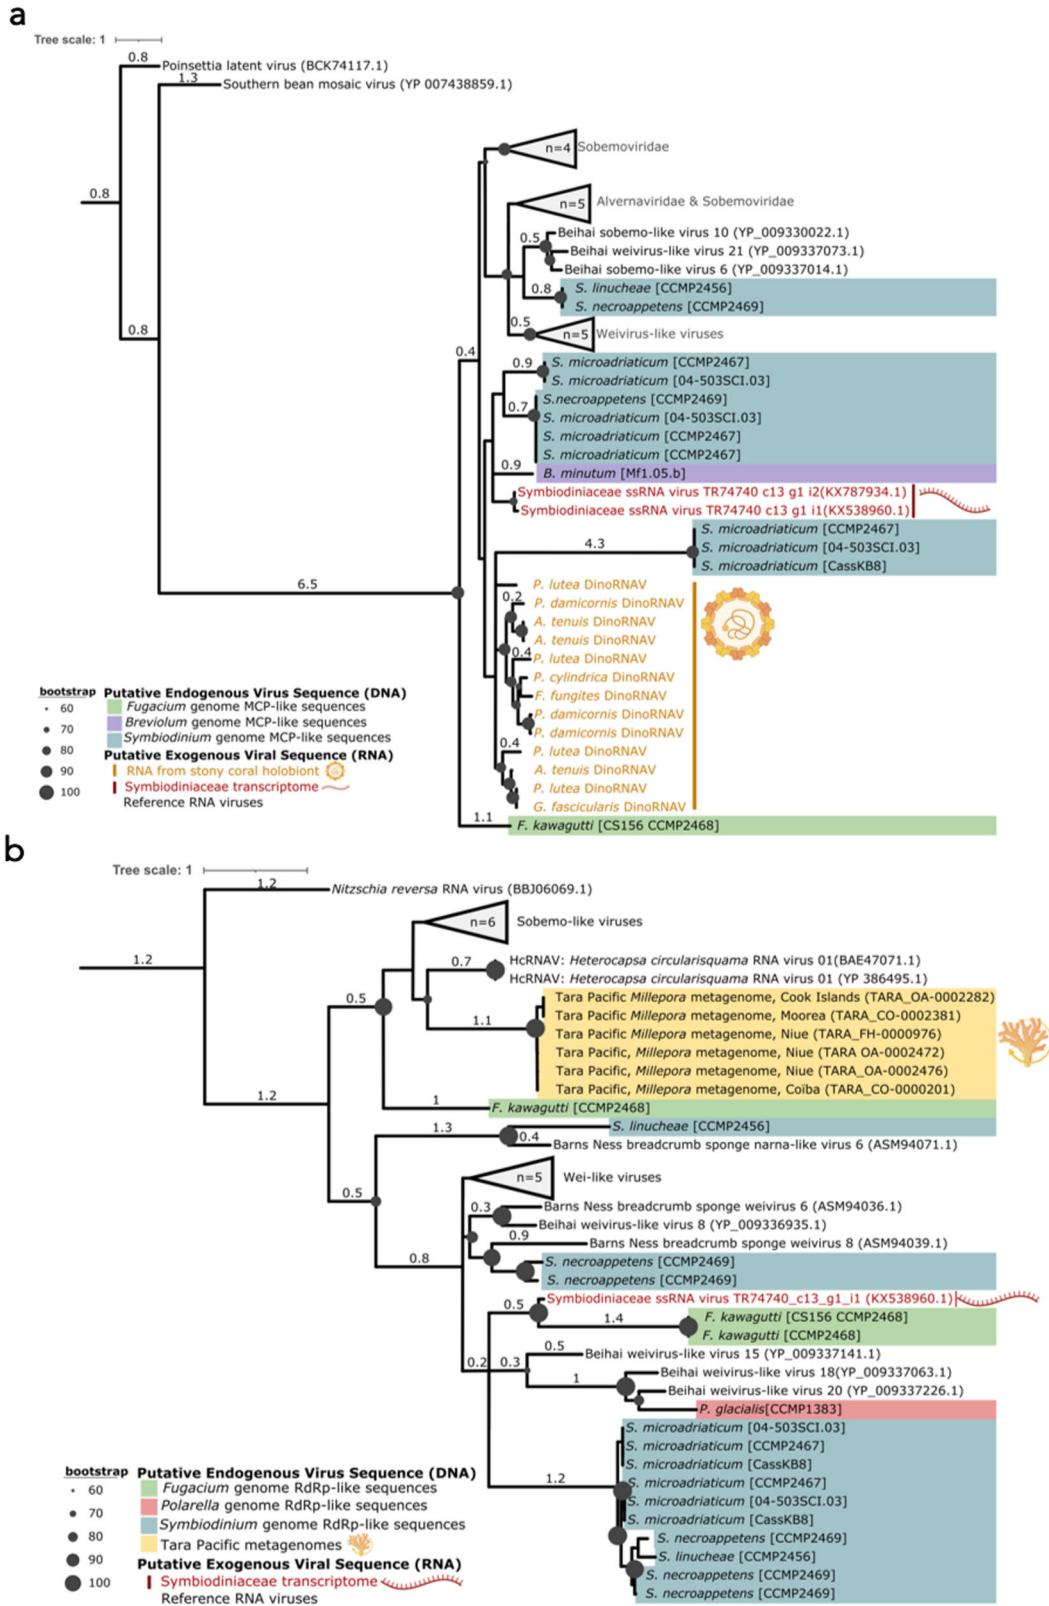 a
Tree scale: 1
0.8
Poinsettia latent virus (BCK74117.1)
1.3
Southern bean mosaic virus (YP 007438859.1)
n=4
Sobemoviridae
0.8
n=5
Alvernaviridae & Sobemoviridae
Beihai sobemo-like virus 10 (YP_009330022.1)
0.5
Beihai weivirus-like virus 21 (YP_009337073.1)
Beihai sobemo-like virus 6 (YP_009337014.1)
0.8
S. linucheae [CCMP2456]
S. necroappetens [CCMP2469]
0.5
n=5
Weivirus-like viruses
0.8
0.4
0.9
S. microadriaticum [CCMP2467]
S. microadriaticum [04-503SCI.03]
S.necroappetens [CCMP2469]
0.7
S. microadriaticum [04-503SCI.03]
S. microadriaticum [CCMP2467]
S. microadriaticum [CCMP2467]
0.9
B. minutum [Mf1.05.b]
Symbiodiniaceae ssRNA virus TR74740 c13 g1 i2(KX787934.1)
Symbiodiniaceae ssRNA virus TR74740 c13 g1 i1(KX538960.1)
S. microadriaticum [CCMP2467]
4.3
S. microadriaticum [04-503SCI.03]
S. microadriaticum [CassKB8]
6.5
P. lutea DinoRNAV
0.2
P. damicornis DinoRNAV
A. tenuis DinoRNAV
A. tenuis DinoRNAV
0.4
P. lutea DinoRNAV
P. cylindrica DinoRNAV
F. fungites DinoRNAV
P. damicornis DinoRNAV
P. damicornis DinoRNAV
0.4
P. lutea DinoRNAV
A. tenuis DinoRNAV
P. lutea DinoRNAV
G. fascicularis DinoRNAV
1.1
F. kawagutti [CS156 CCMP2468]
bootstrap
60
70
80
90
100
Putative Endogenous Virus Sequence (DNA)
Fugacium genome MCP-like sequences
Breviolum genome MCP-like sequences
Symbiodinium genome MCP-like sequences
Putative Exogenous Viral Sequence (RNA)
RNA from stony coral holobiont
Symbiodiniaceae transcriptome
Reference RNA viruses
b
Tree scale: 1
1.2
Nitzschia reversa RNA virus (BBJ06069.1)
n=6
Sobemo-like viruses
1.2
0.7
HcRNAV: Heterocapsa circularisquama RNA virus 01(BAE47071.1)
HcRNAV: Heterocapsa circularisquama RNA virus 01 (YP 386495.1)
0.5
Tara Pacific Millepora metagenome, Cook Islands (TARA_OA-0002282)
Tara Pacific Millepora metagenome, Moorea (TARA_CO-0002381)
1.1
Tara Pacific Millepora metagenome, Niue (TARA_FH-0000976)
Tara Pacific, Millepora metagenome, Niue (TARA OA-0002472)
Tara Pacific, Millepora metagenome, Niue (TARA_OA-0002476)
Tara Pacific, Millepora metagenome, Coïba (TARA_CO-0000201)
1.2
1
F. kawagutti [CCMP2468]
1.3
S. linucheae [CCMP2456]
0.4
Barns Ness breadcrumb sponge narna-like virus 6 (ASM94071.1)
n=5
Wei-like viruses
0.5
0.3
Barns Ness breadcrumb sponge weivirus 6 (ASM94036.1)
Beihai weivirus-like virus 8 (YP_009336935.1)
0.9
Barns Ness breadcrumb sponge weivirus 8 (ASM94039.1)
0.8
S. necroappetens [CCMP2469]
S. necroappetens [CCMP2469]
0.5
Symbiodiniaceae ssRNA virus TR74740_c13_g1_i1 (KX538960.1)
1.4
F. kawagutti [CS156 CCMP2468]
F. kawagutti [CCMP2468]
0.5
Beihai weivirus-like virus 15 (YP_009337141.1)
0.2
0.3
1
Beihai weivirus-like virus 18(YP_009337063.1)
Beihai weivirus-like virus 20 (YP_009337226.1)
P. glacialis[CCMP1383]
S. microadriaticum [04-503SCI.03]
S. microadriaticum [CCMP2467]
S. microadriaticum [CassKB8]
1.2
S. microadriaticum [CCMP2467]
S. microadriaticum [04-503SCI.03]
S. microadriaticum [CassKB8]
S. necroappetens [CCMP2469]
S. linucheae [CCMP2456]
S. necroappetens [CCMP2469]
S. necroappetens [CCMP2469]
bootstrap
60
70
80
90
100
Putative Endogenous Virus Sequence (DNA)
Fugacium genome RdRp-like sequences
Polarella genome RdRp-like sequences
Symbiodinium genome RdRp-like sequences
Tara Pacific metagenomes
Putative Exogenous Viral Sequence (RNA)
Symbiodiniaceae transcriptome
Reference RNA viruses